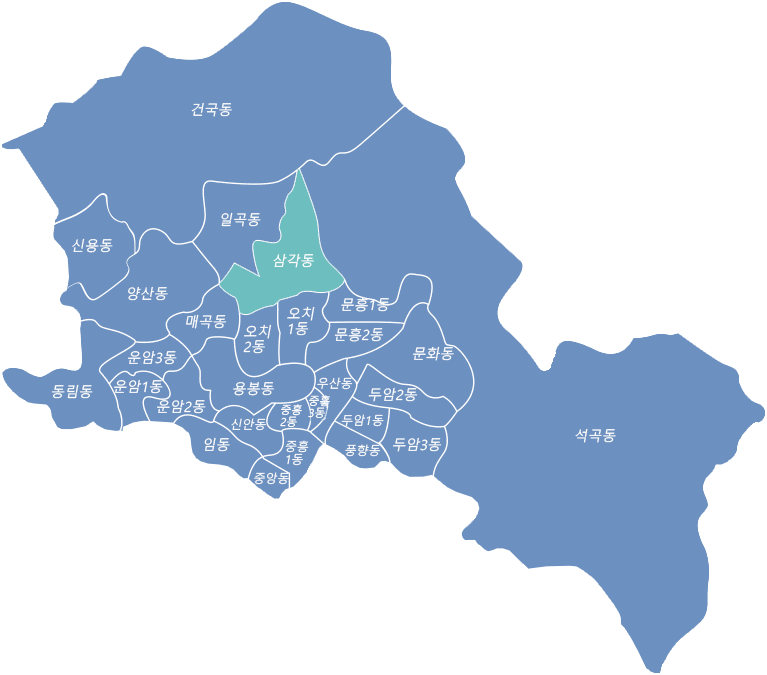 건국동
일곡동
신용동
삼각동
양산동
문흥1동
매곡동
오치
1동
오치
2동
문흥2동
문화동
운암3동
운암1동
동림동
용봉동
우산동
두암2동
운암2동
중흥
3동
중흥
2동
신안동
두암1동
석곡동
임동
중흥
1동
풍향동
두암3동
중앙동